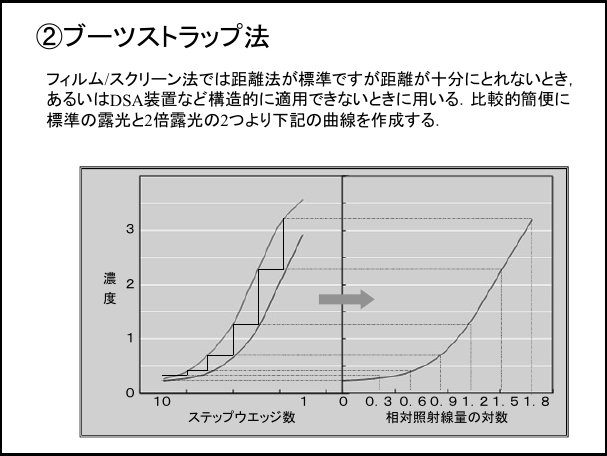 ②ブーツストラップ法
フィルム/スクリーン法では距離法が標準ですが距離が十分にとれないとき,
あるいはDSA装置など構造的に適用できないときに用いる. 比較的簡便に
標準の露光と2倍露光の2つより下記の曲線を作成する.
3
濃 2
度
1
0
10 1 0 0.3 0.6 0.9 1.2 1.5 1.8
ステップウエッジ数 相対照射線量の対数